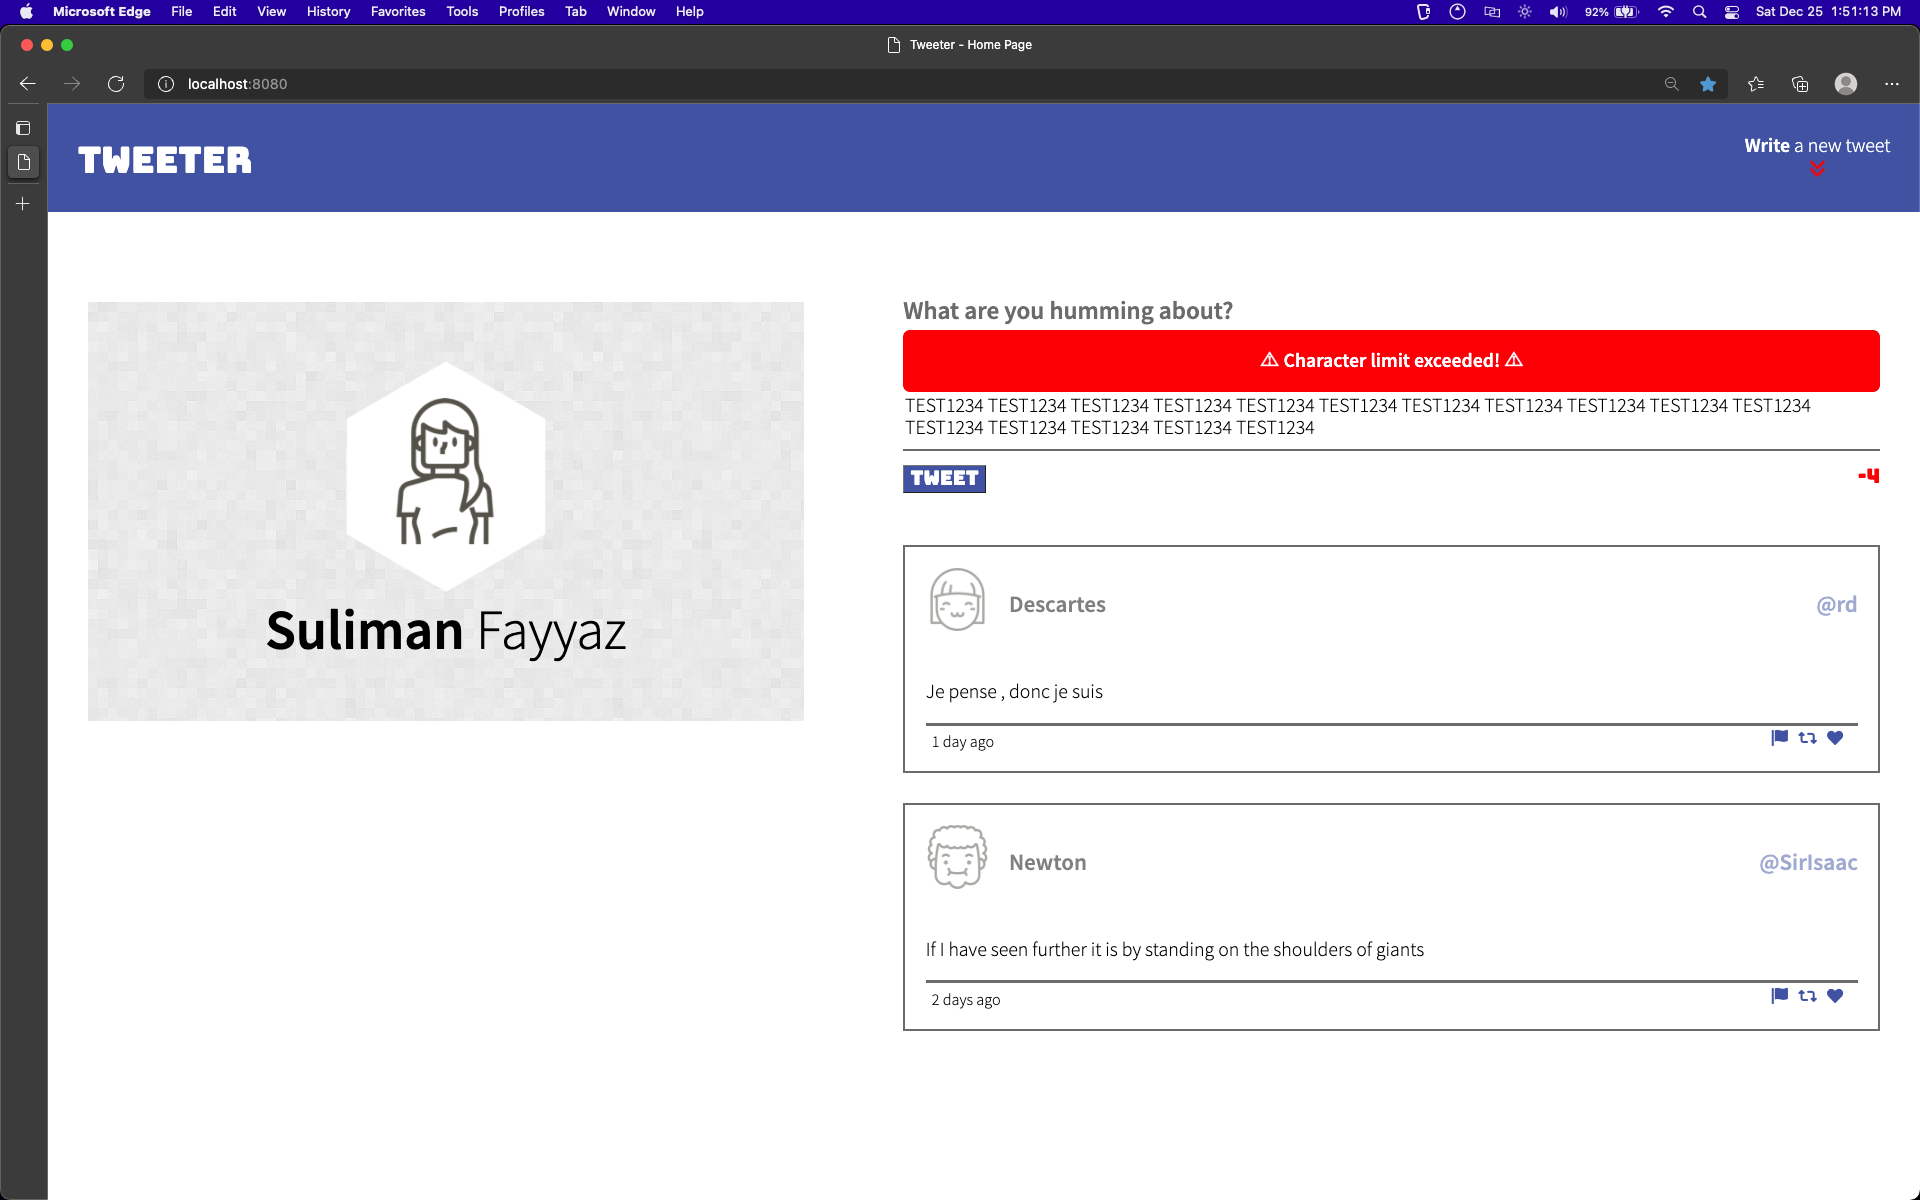 Microsoft Edge File Edit View History Favorites Tools Profiles Tab Window Help 92% Sat Dec 25 1:51:13 PM
Tweeter - Home Page
localhost:8080
TWEETER
Write a new tweet
Suliman Fayyaz
What are you humming about?
⚠ Character limit exceeded! ⚠
TEST1234 TEST1234 TEST1234 TEST1234 TEST1234 TEST1234 TEST1234 TEST1234 TEST1234 TEST1234 TEST1234
TEST1234 TEST1234 TEST1234 TEST1234 TEST1234
TWEET -4
Descartes @rd
Je pense , donc je suis
1 day ago
Newton @SirIsaac
If I have seen further it is by standing on the shoulders of giants
2 days ago